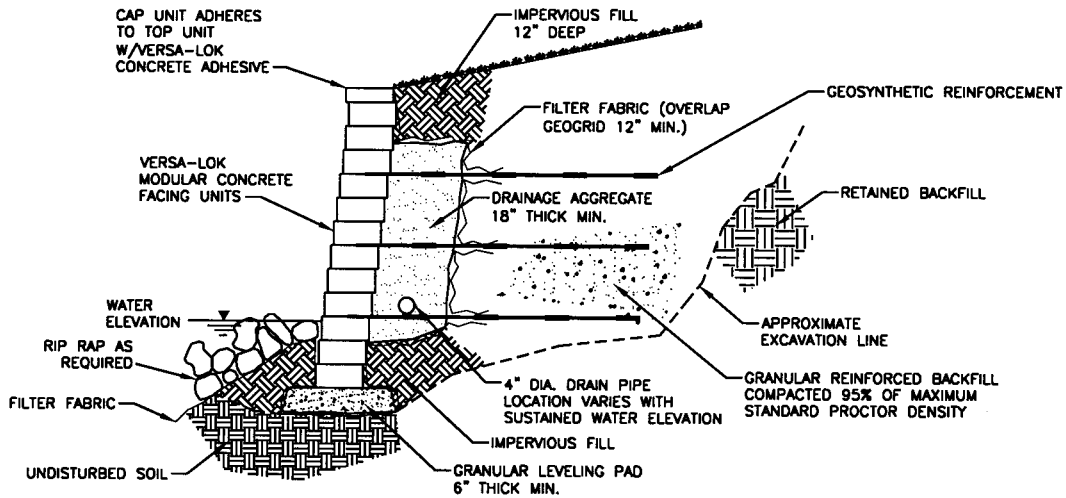 CAP UNIT ADHERES
TO TOP UNIT
W/VERSA-LOK
CONCRETE ADHESIVE
IMPERVIOUS FILL
12" DEEP
FILTER FABRIC (OVERLAP
GEOGRID 12" MIN.)
GEOSYNTHETIC REINFORCEMENT
VERSA-LOK
MODULAR CONCRETE
FACING UNITS
DRAINAGE AGGREGATE
18" THICK MIN.
RETAINED BACKFILL
WATER
ELEVATION
RIP RAP AS
REQUIRED
FILTER FABRIC
UNDISTURBED SOIL
APPROXIMATE
EXCAVATION LINE
4" DIA. DRAIN PIPE
LOCATION VARIES WITH
SUSTAINED WATER ELEVATION
GRANULAR REINFORCED BACKFILL
COMPACTED 95% OF MAXIMUM
STANDARD PROCTOR DENSITY
IMPERVIOUS FILL
GRANULAR LEVELING PAD
6" THICK MIN.